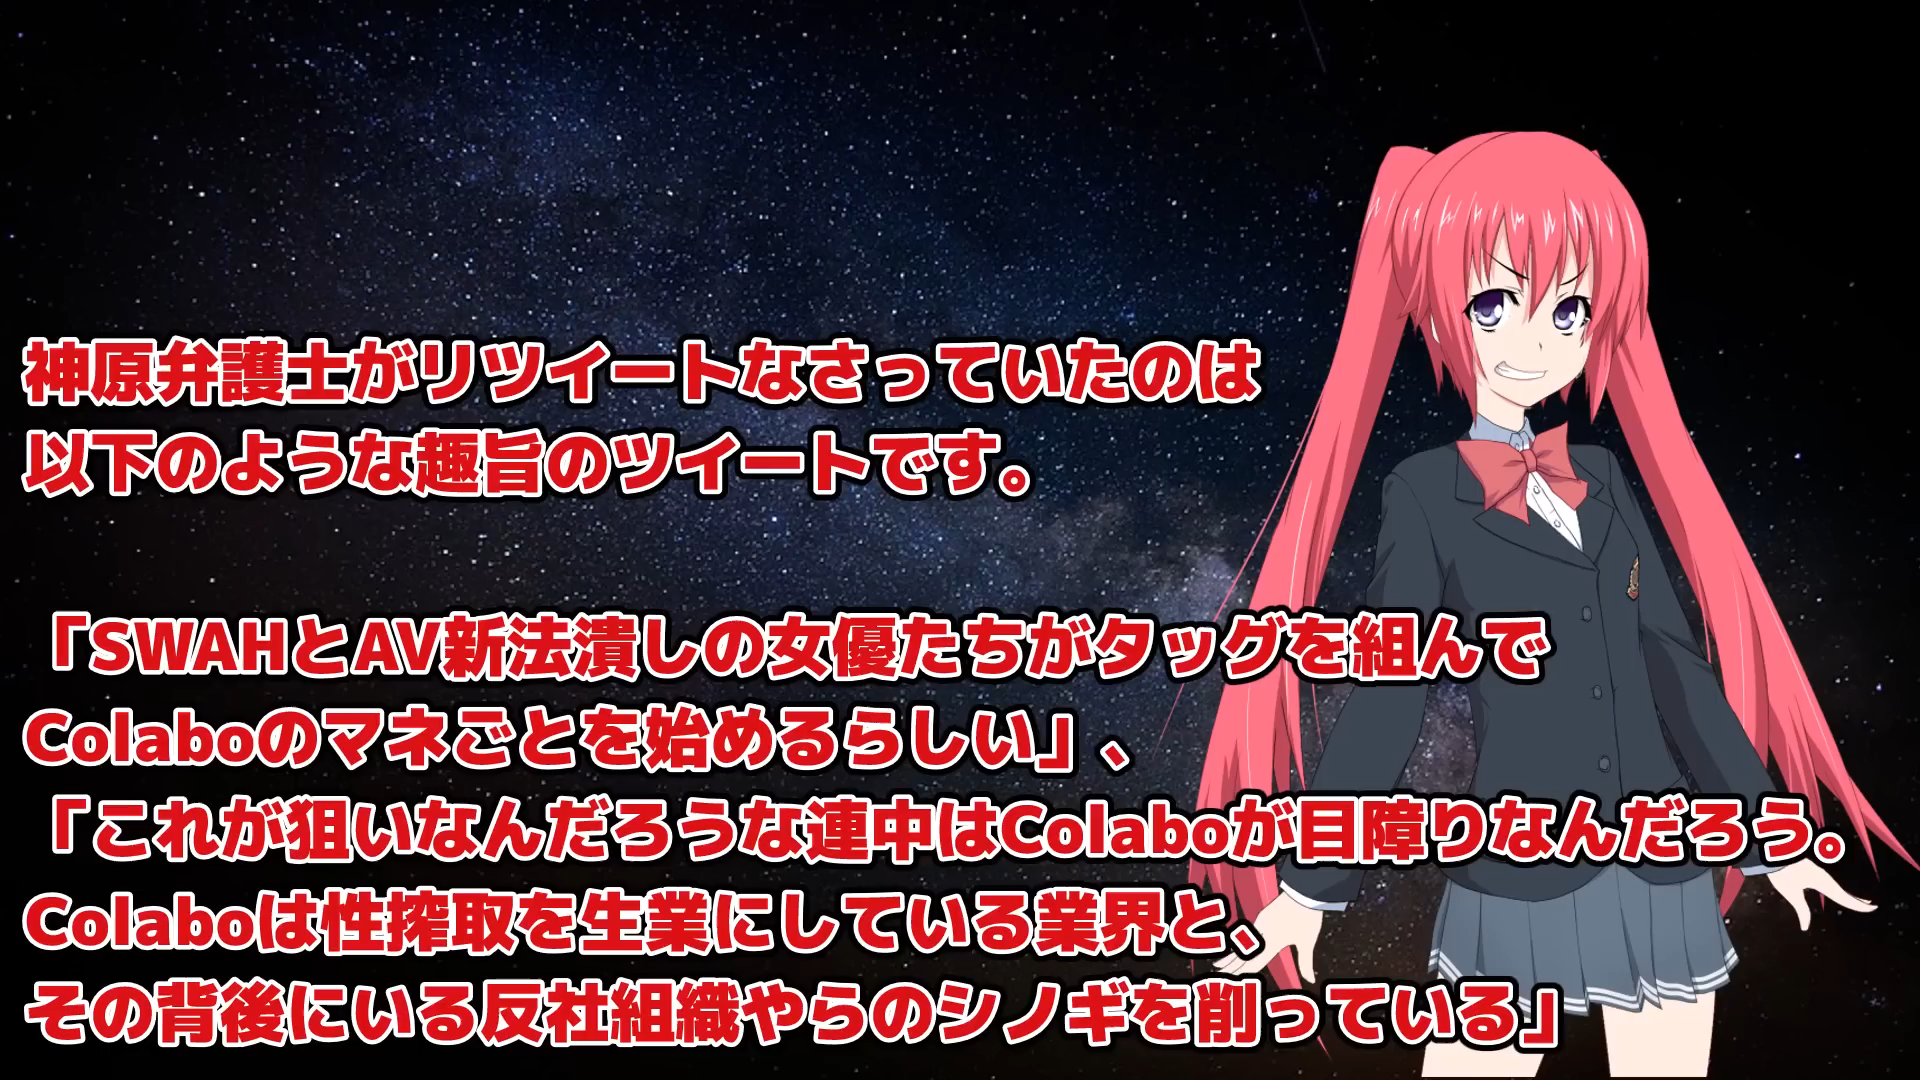 神原弁護士がリツイートなさっていたのは
以下のような趣旨のツイートです。
「SWAHとAV新法潰しの女優たちがタッグを組んで
Colaboのマネごとを始めるらしい」、
「これが狙いなんだろうな連中はColaboが目障りなんだろう。
Colaboは性搾取を生業にしている業界と、
その背後にいる反社組織やらのシノギを削っている」